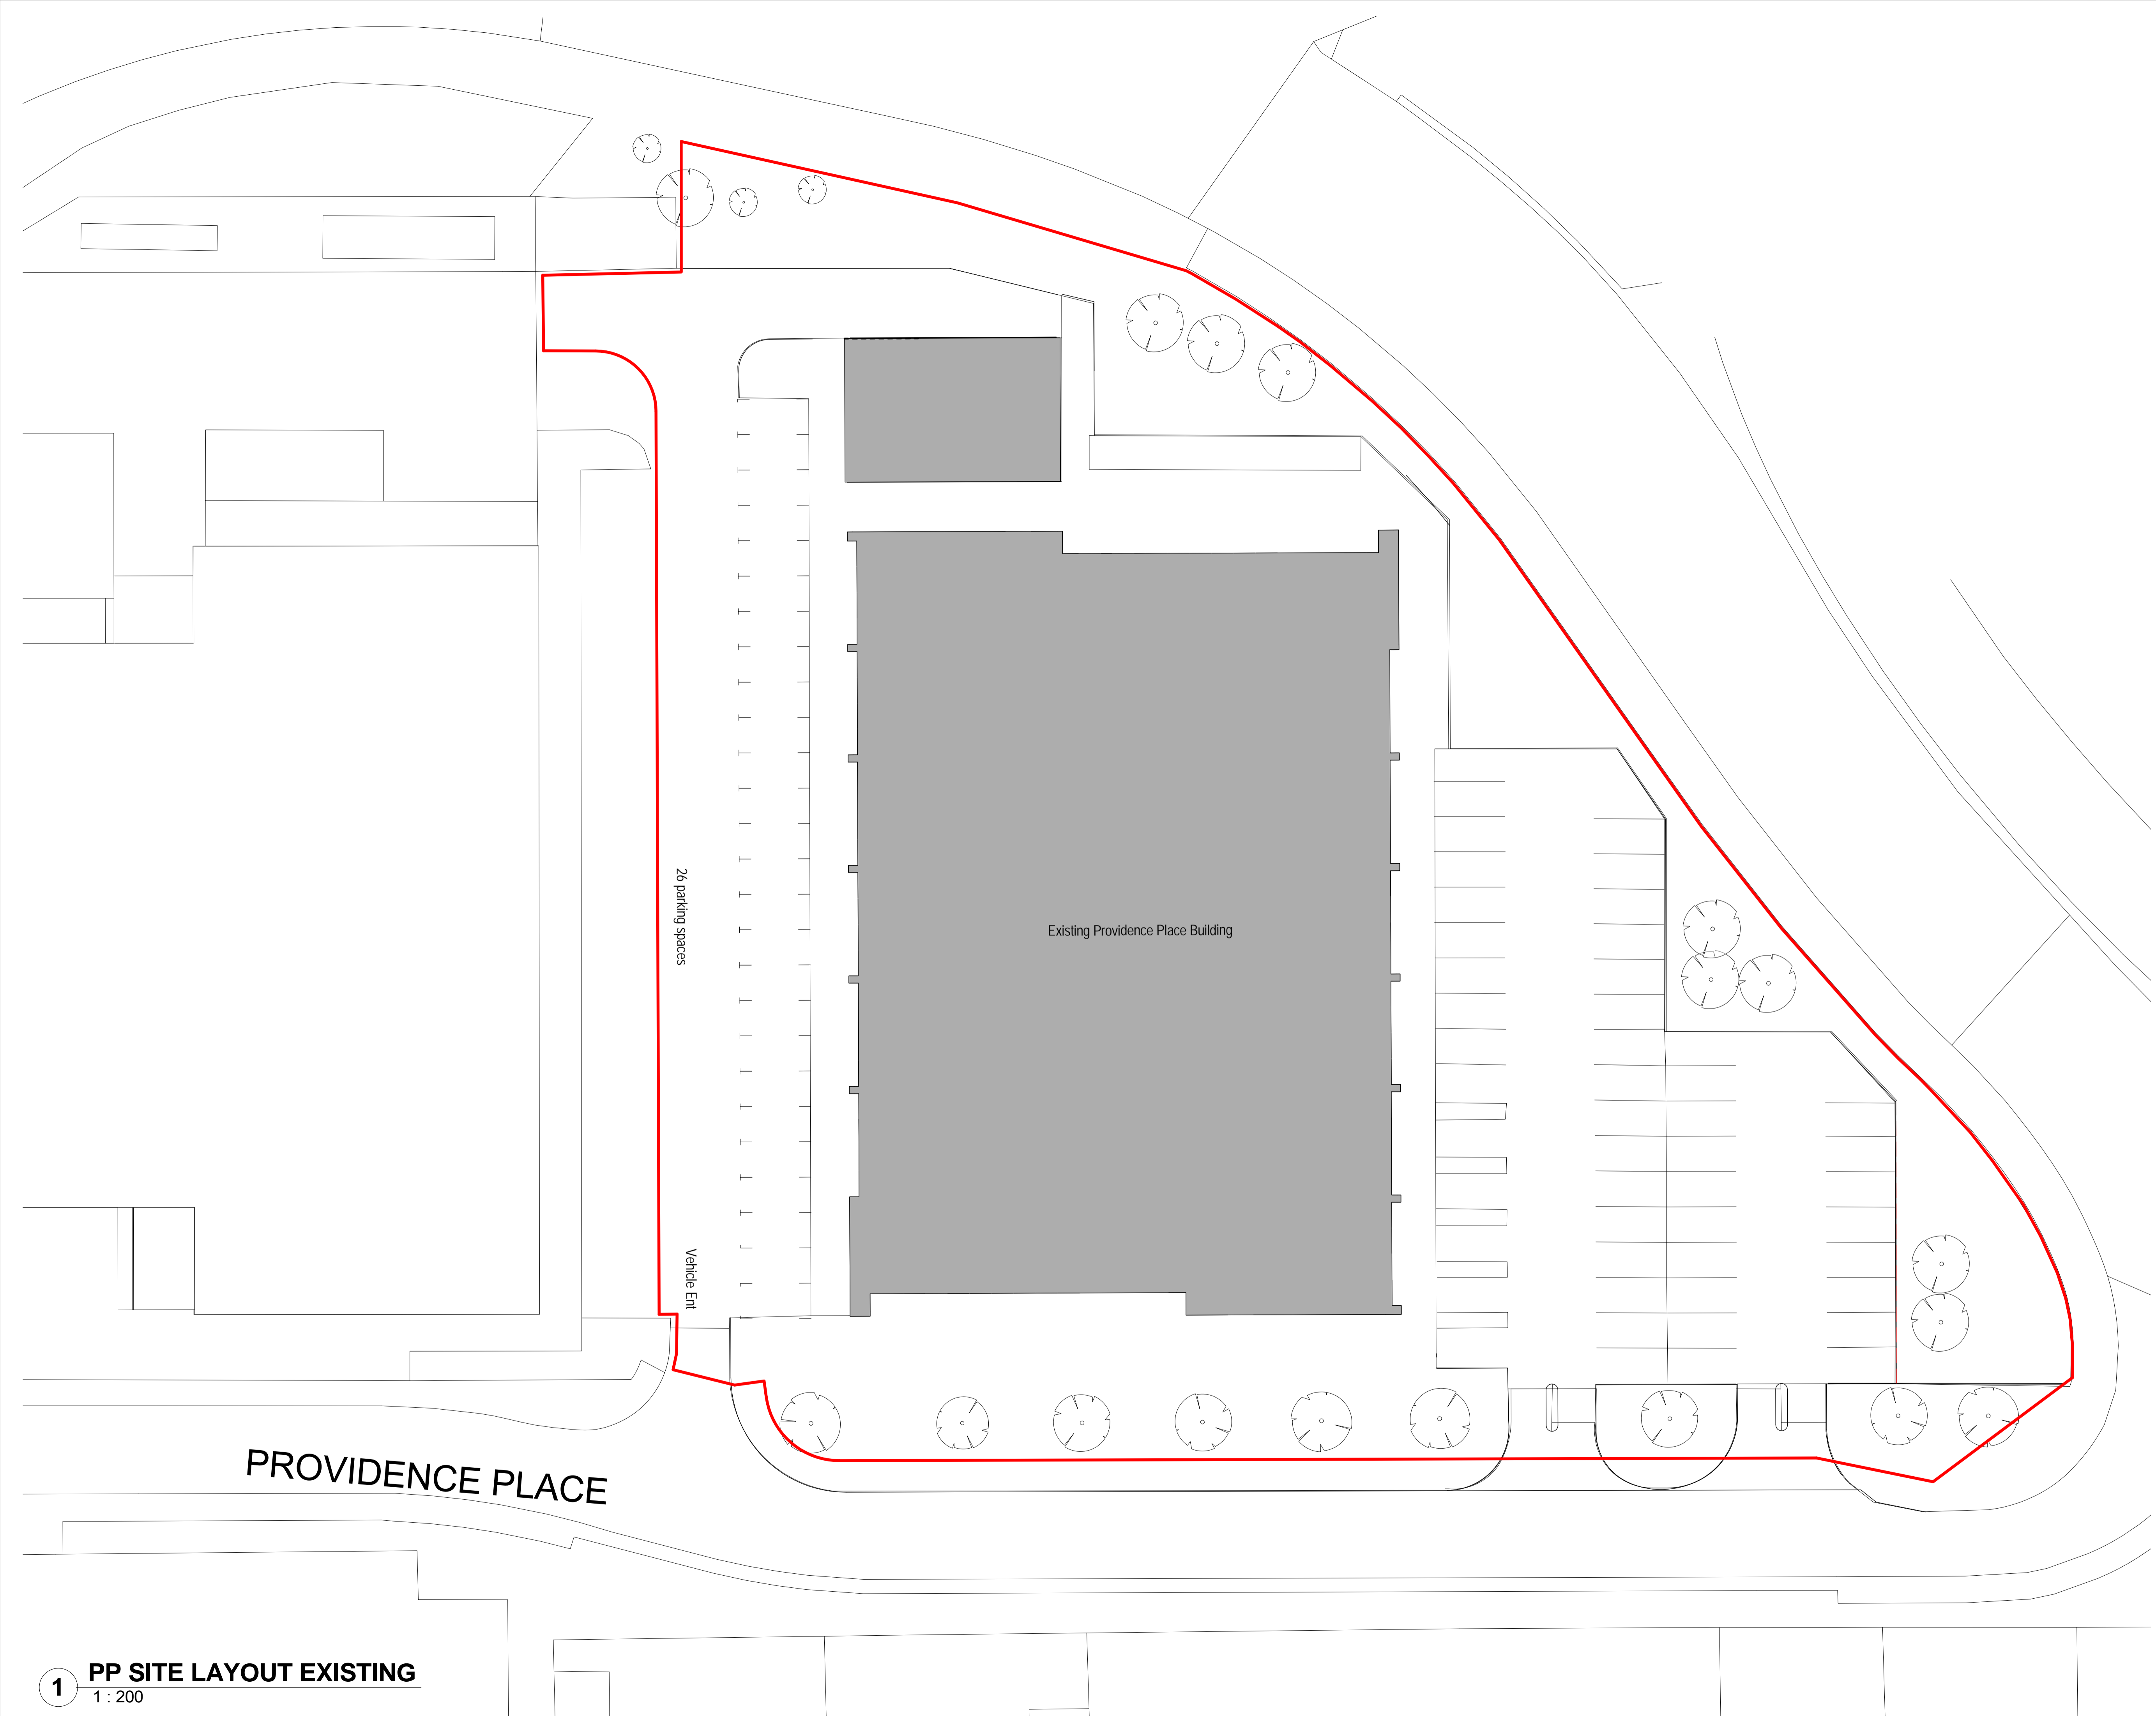 26 parking spaces
Existing Providence Place Building
Vehicle Ent
PROVIDENCE PLACE
1
PP SITE LAYOUT EXISTING
1 : 200